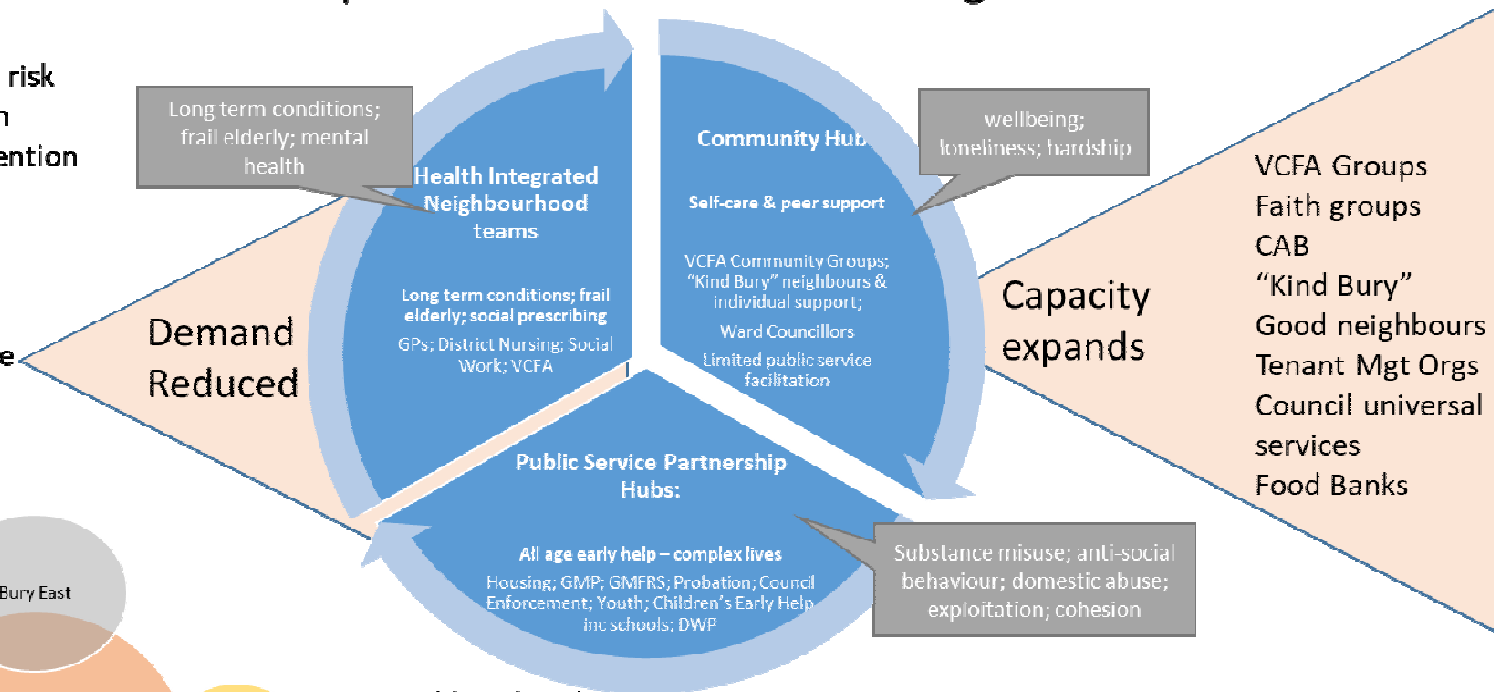 risk
ention
Long term conditions;
frail elderly; mental
health
Health Integrated
Neighbourhood
teams
Long term conditions; frail
elderly; social prescribing
GPs; District Nursing; Social
Work; VCFA
Demand
Reduced
Community Hub
Self-care & peer support
VCFA Community Groups;
“Kind Bury” neighbours &
individual support;
Ward Councillors
Limited public service
facilitation
wellbeing;
loneliness; hardship
Capacity
expands
VCFA Groups
Faith groups
CAB
“Kind Bury”
Good neighbours
Tenant Mgt Orgs
Council universal
services
Food Banks
Public Service Partnership
Hubs:
All age early help – complex lives
Housing; GMP; GMFRS; Probation; Council
Enforcement; Youth; Children’s Early Help
inc schools; DWP
Substance misuse; anti-social
behaviour; domestic abuse;
exploitation; cohesion
Bury East